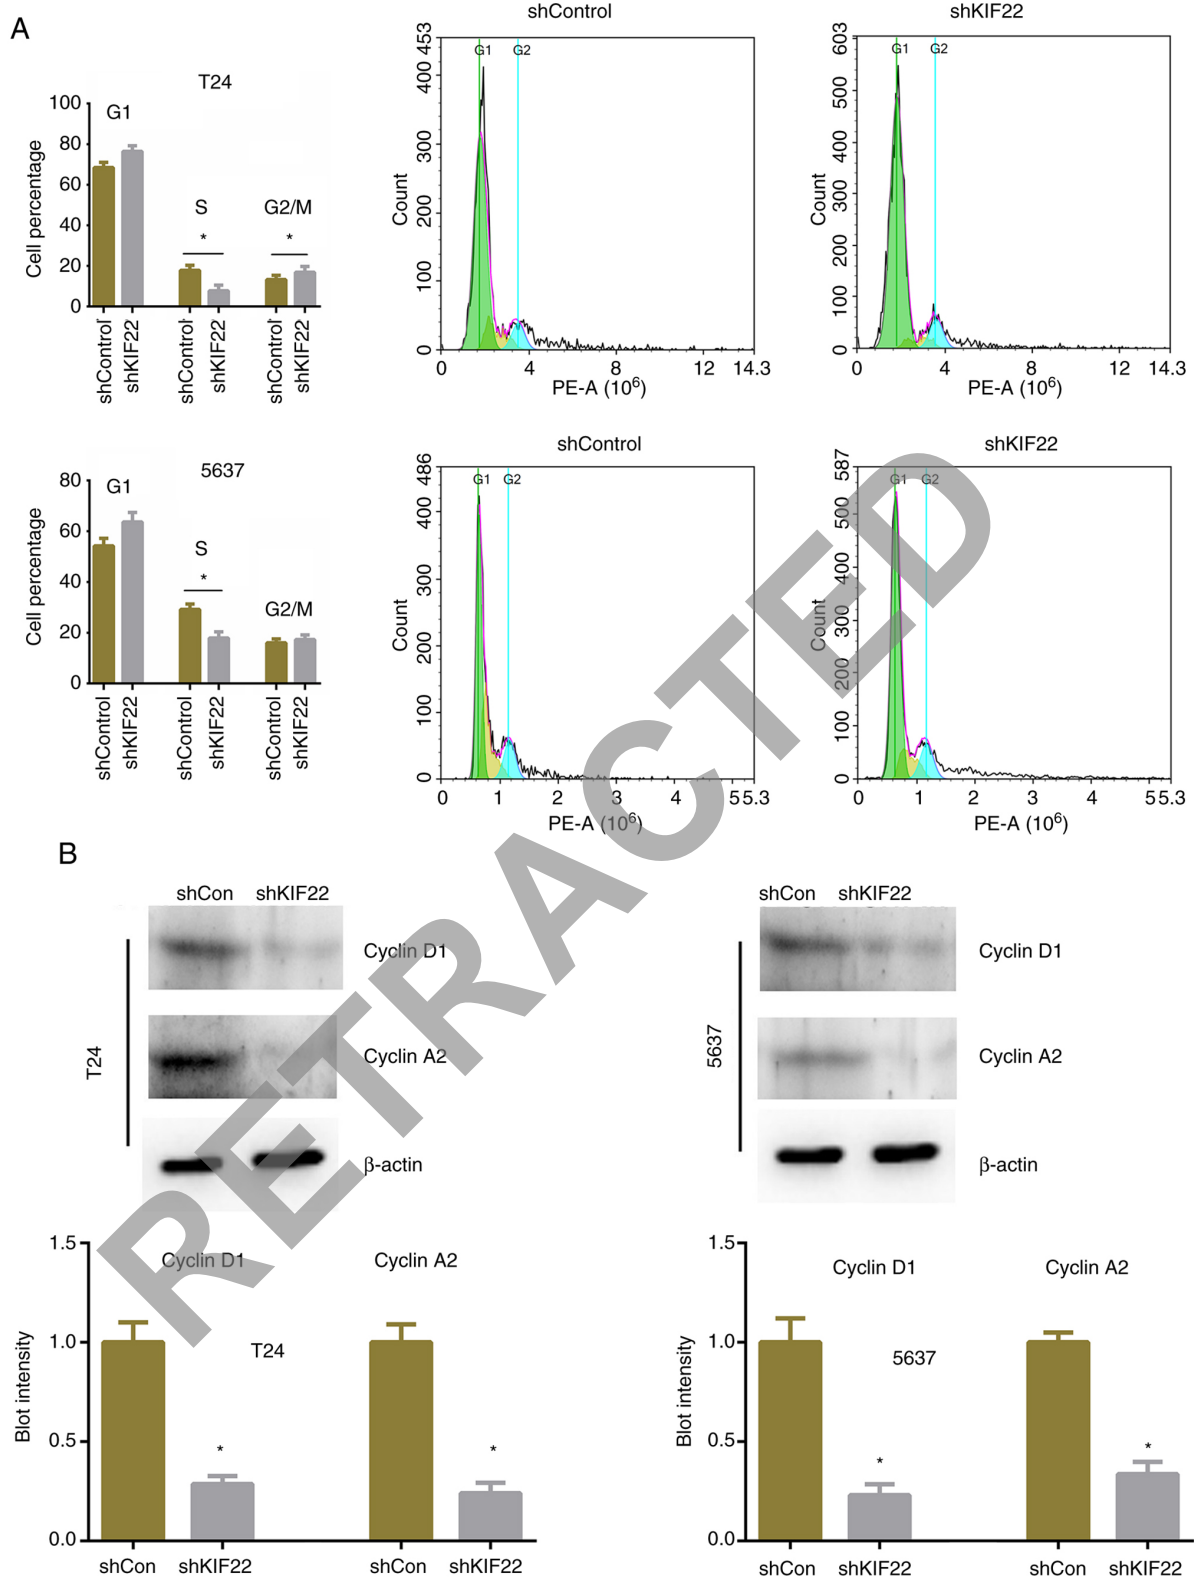 A
T24
G1
S
G2/M
*
*
Cell percentage
100
80
60
40
20
0
shControl
shKIF22
shControl
shKIF22
shControl
shKIF22
shControl
G1
G2
453
400
300
200
100
0
Count
0
4
8
12
14.3
PE-A (10⁶)
shKIF22
G1
G2
603
500
400
300
200
100
0
Count
0
4
8
12
14.3
PE-A (10⁶)
5637
G1
S
G2/M
*
Cell percentage
80
60
40
20
0
shControl
shKIF22
shControl
shKIF22
shControl
shKIF22
shControl
G1
G2
486
400
300
200
100
0
Count
0
1
2
3
4
5 5.3
PE-A (10⁶)
shKIF22
G1
G2
587
500
400
300
200
100
0
Count
0
1
2
3
4
5 5.3
PE-A (10⁶)
RETRACTED
B
shCon shKIF22
Cyclin D1
Cyclin A2
β-actin
T24
shCon shKIF22
Cyclin D1
Cyclin A2
β-actin
5637
Cyclin D1
Cyclin A2
T24
Blot intensity
1.5
1.0
0.5
0.0
*
*
shCon shKIF22 shCon shKIF22
Cyclin D1
Cyclin A2
5637
Blot intensity
1.5
1.0
0.5
0.0
*
*
shCon shKIF22 shCon shKIF22